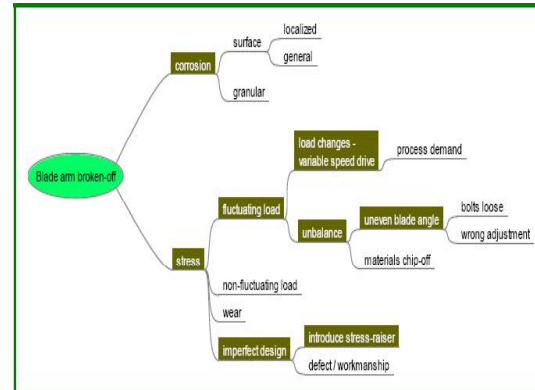 Blade arm broken-off
corrosion
surface
localized
general
granular
stress
fluctuating load
load changes -
variable speed drive
process demand
unbalance
uneven blade angle
bolts loose
wrong adjustment
materials chip-off
non-fluctuating load
wear
imperfect design
introduce stress-raiser
defect / workmanship